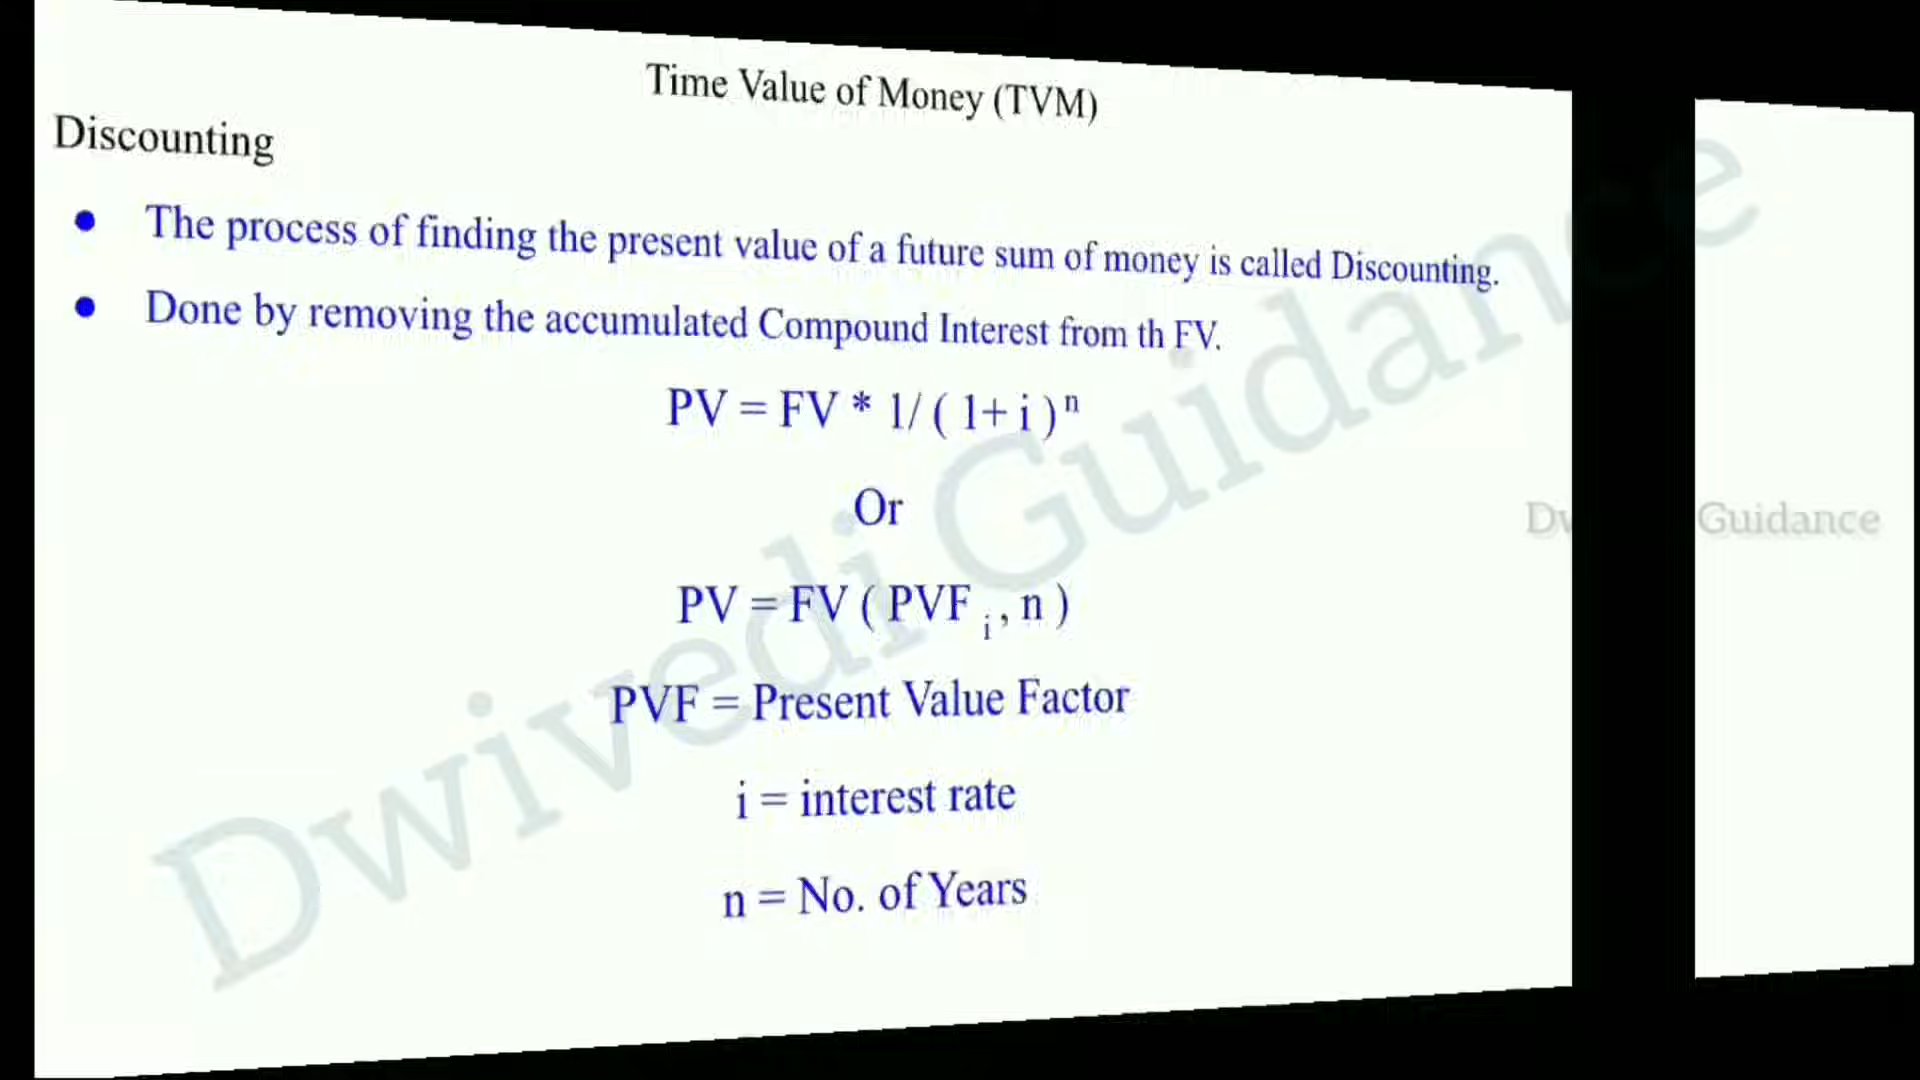 Time Value of Money (TVM)
Discounting
● The process of finding the present value of a future sum of money is called Discounting.
● Done by removing the accumulated Compound Interest from th FV.
PV = FV * 1/ ( 1+ i )ⁿ
Or
PV = FV ( PVF ᵢ , n )
PVF = Present Value Factor
i = interest rate
n = No. of Years
Dwivedi Guidance
Guidance